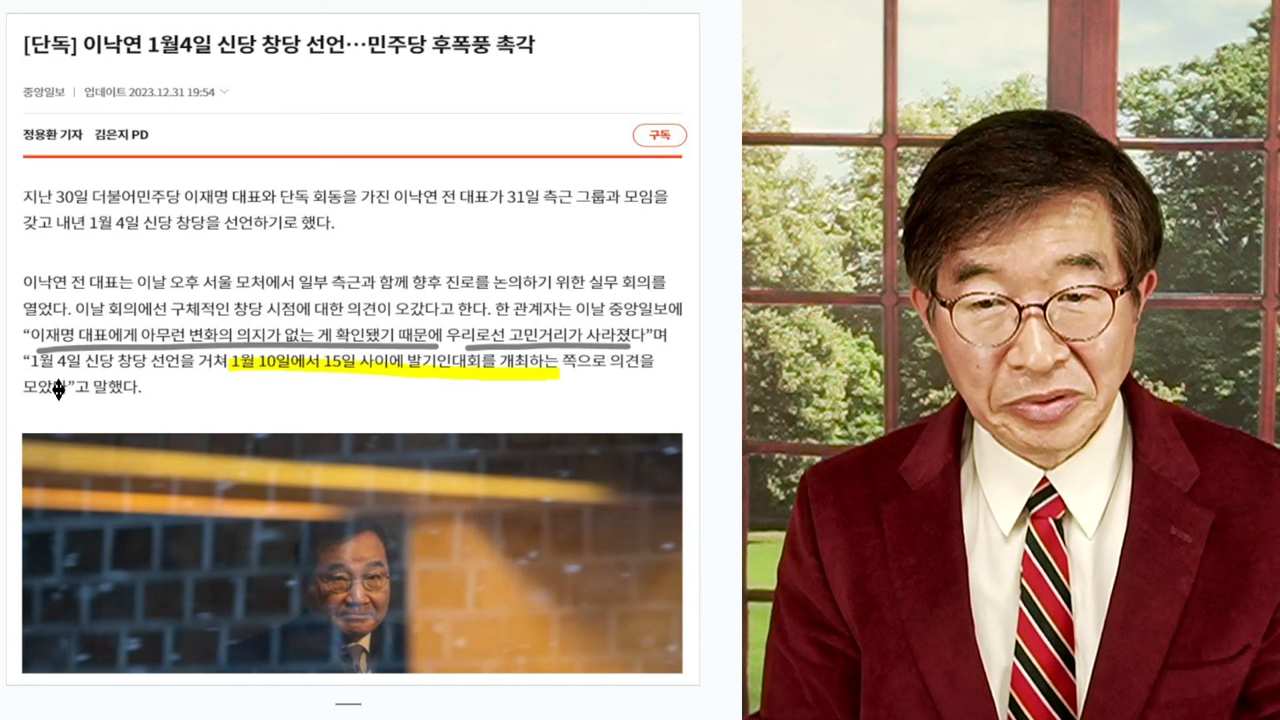 [단독] 이낙연 1월4일 신당 창당 선언…민주당 후폭풍 촉각
중앙일보 | 업데이트 2023.12.31 19:54
정용환 기자 김은지 PD
구독
지난 30일 더불어민주당 이재명 대표와 단독 회동을 가진 이낙연 전 대표가 31일 측근 그룹과 모임을
갖고 내년 1월 4일 신당 창당을 선언하기로 했다.
이낙연 전 대표는 이날 오후 서울 모처에서 일부 측근과 함께 향후 진로를 논의하기 위한 실무 회의를
열었다. 이날 회의에선 구체적인 창당 시점에 대한 의견이 오갔다고 한다. 한 관계자는 이날 중앙일보에
“이재명 대표에게 아무런 변화의 의지가 없는 게 확인됐기 때문에 우리로선 고민거리가 사라졌다”며
“1월 4일 신당 창당 선언을 거쳐 1월 10일에서 15일 사이에 발기인대회를 개최하는 쪽으로 의견을
모았다”고 말했다.